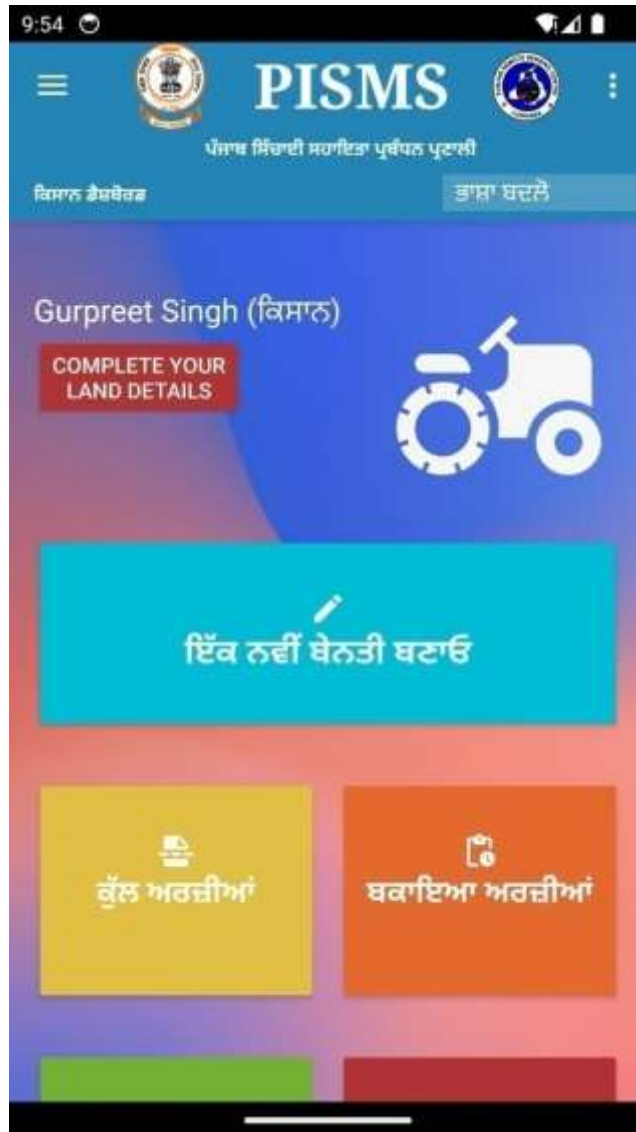 9:54
PISMS
ਪੰਜਾਬ ਸਿੰਚਾਈ ਸਹਾਇਤਾ ਪ੍ਰਬੰਧਨ ਪ੍ਰਣਾਲੀ
ਕਿਸਾਨ ਡੈਸ਼ਬੋਰਡ
ਭਾਸ਼ਾ ਬਦਲੋ
Gurpreet Singh (ਕਿਸਾਨ)
COMPLETE YOUR
LAND DETAILS
ਇੱਕ ਨਵੀਂ ਬੇਨਤੀ ਬਣਾਓ
ਕੁੱਲ ਅਰਜ਼ੀਆਂ
ਬਕਾਇਆ ਅਰਜ਼ੀਆਂ